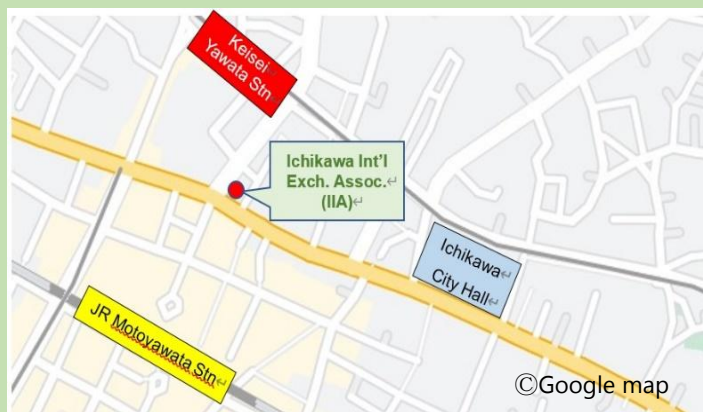 Keisei
Yawata Stn
Ichikawa Int'l
Exch. Assoc.
(IIA)
Ichikawa
City Hall
JR Motoyawata Stn
©Google map